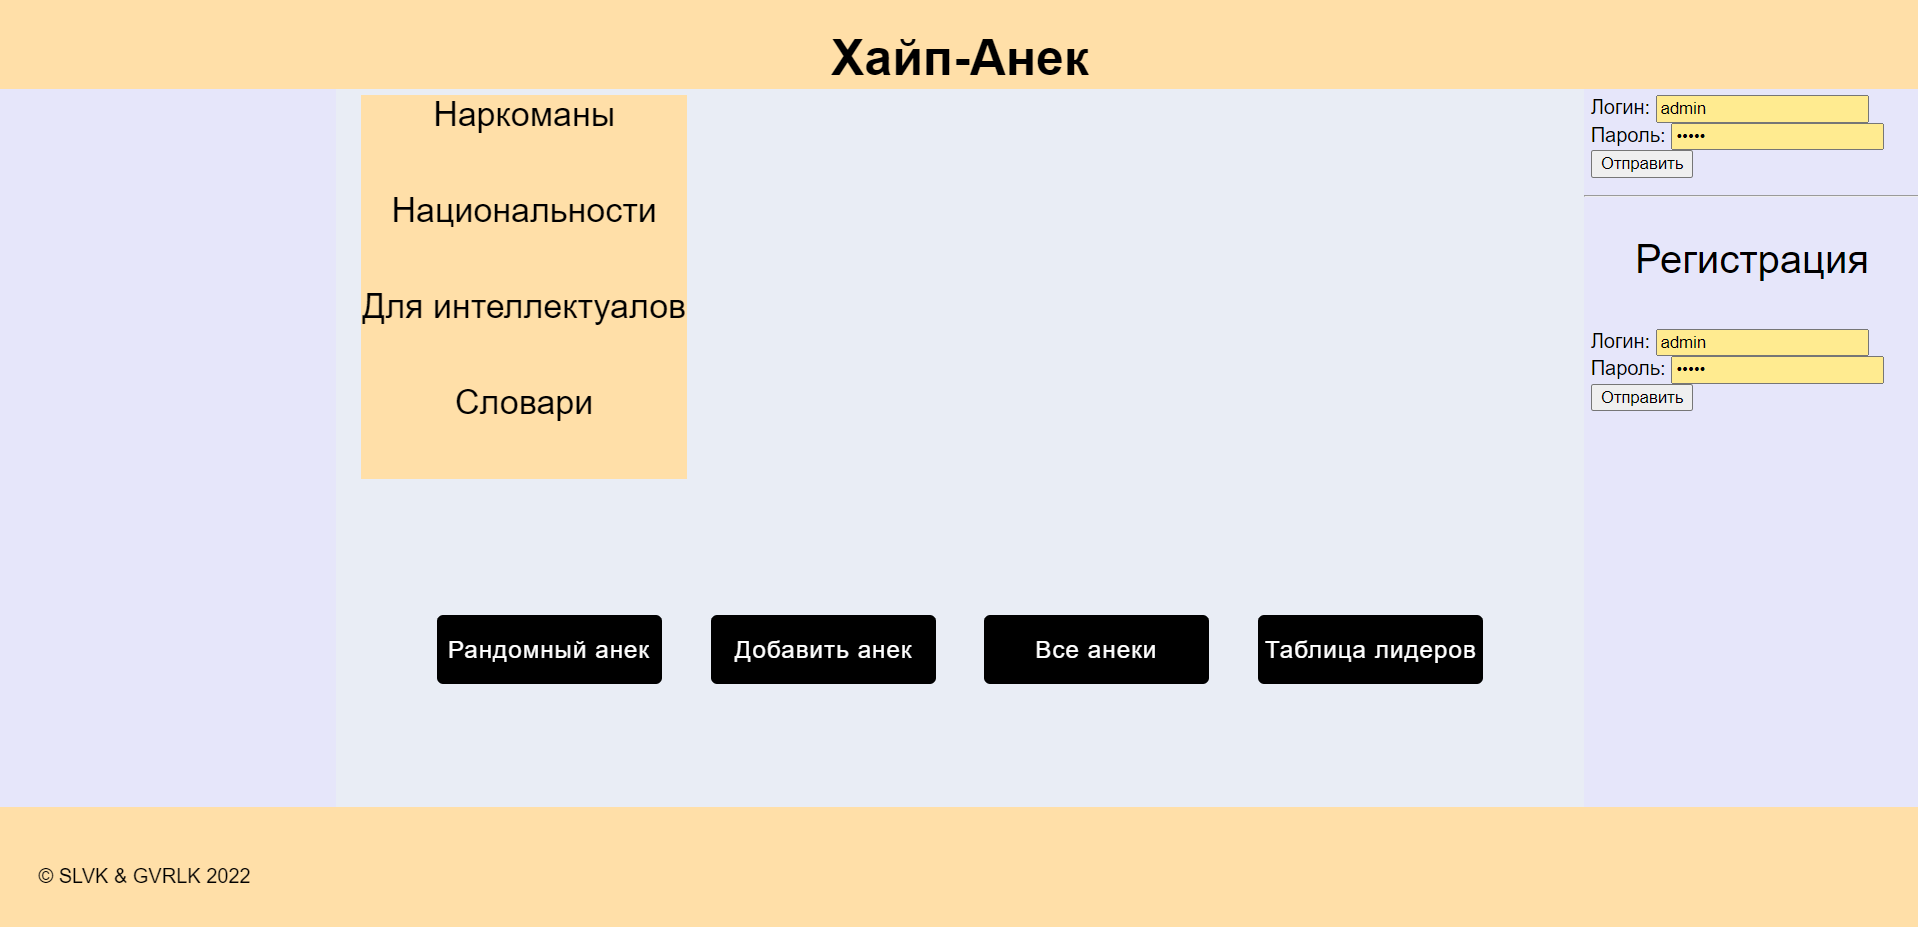 Хайп-Анек
Наркоманы
Национальности
Для интеллектуалов
Словари
Рандомный анек
Добавить анек
Все анеки
Таблица лидеров
Логин: admin
Пароль: •••••
Отправить
Регистрация
Логин: admin
Пароль: •••••
Отправить
© SLVK & GVRLK 2022